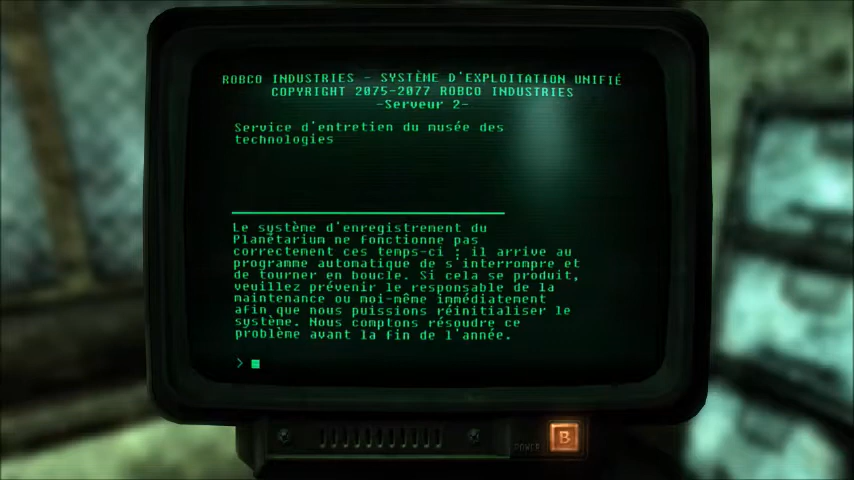 ROBCO INDUSTRIES - SYSTÈME D'EXPLOITATION UNIFIÉ
COPYRIGHT 2075-2077 ROBCO INDUSTRIES
-Serveur 2-
Service d'entretien du musée des
technologies
Le système d'enregistrement du
Planétarium ne fonctionne pas
correctement ces temps-ci : il arrive au
programme automatique de s'interrompre et
de tourner en boucle. Si cela se produit,
veuillez prévenir le responsable de la
maintenance ou moi-même immédiatement
afin que nous puissions réinitialiser le
système. Nous comptons résoudre ce
problème avant la fin de l'année.
>
POWER
B